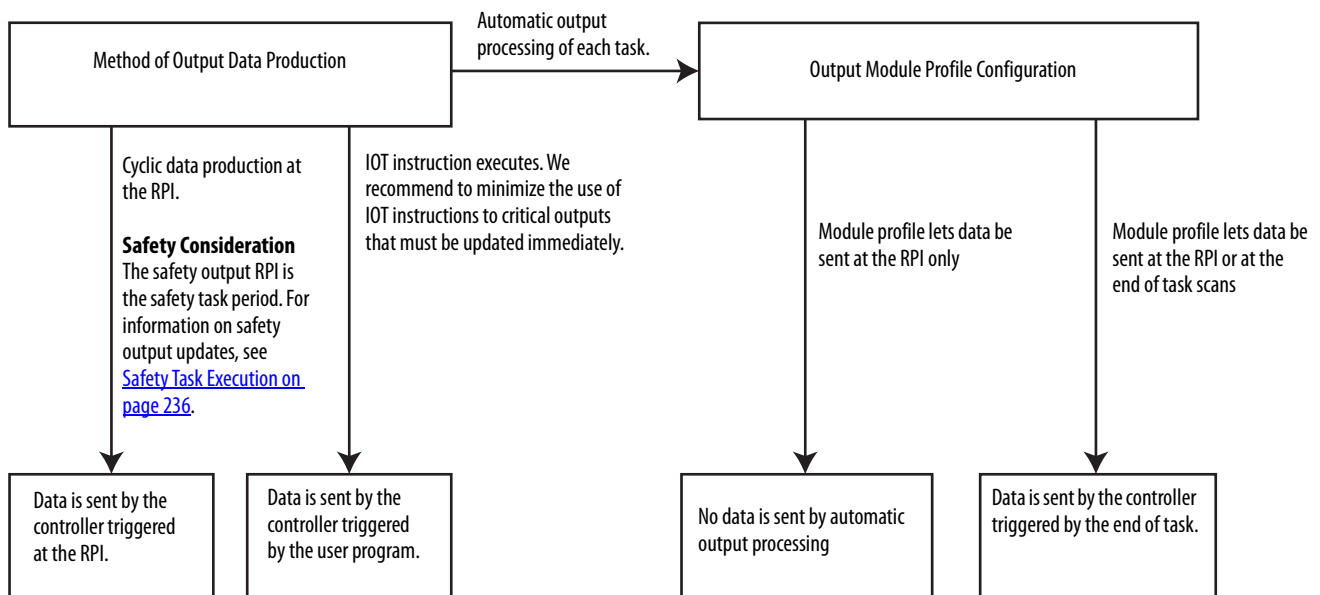 Method of Output Data Production
Automatic output
processing of each task.
Output Module Profile Configuration
Cyclic data production at
the RPI.
Safety Consideration
The safety output RPI is
the safety task period. For
information on safety
output updates, see
Safety Task Execution on
page 236.
IOT instruction executes. We
recommend to minimize the use of
IOT instructions to critical outputs
that must be updated immediately.
Module profile lets data be
sent at the RPI only
Module profile lets data be
sent at the RPI or at the
end of task scans
Data is sent by the
controller triggered
at the RPI.
Data is sent by the
controller triggered
by the user program.
No data is sent by automatic
output processing
Data is sent by the controller
triggered by the end of task.